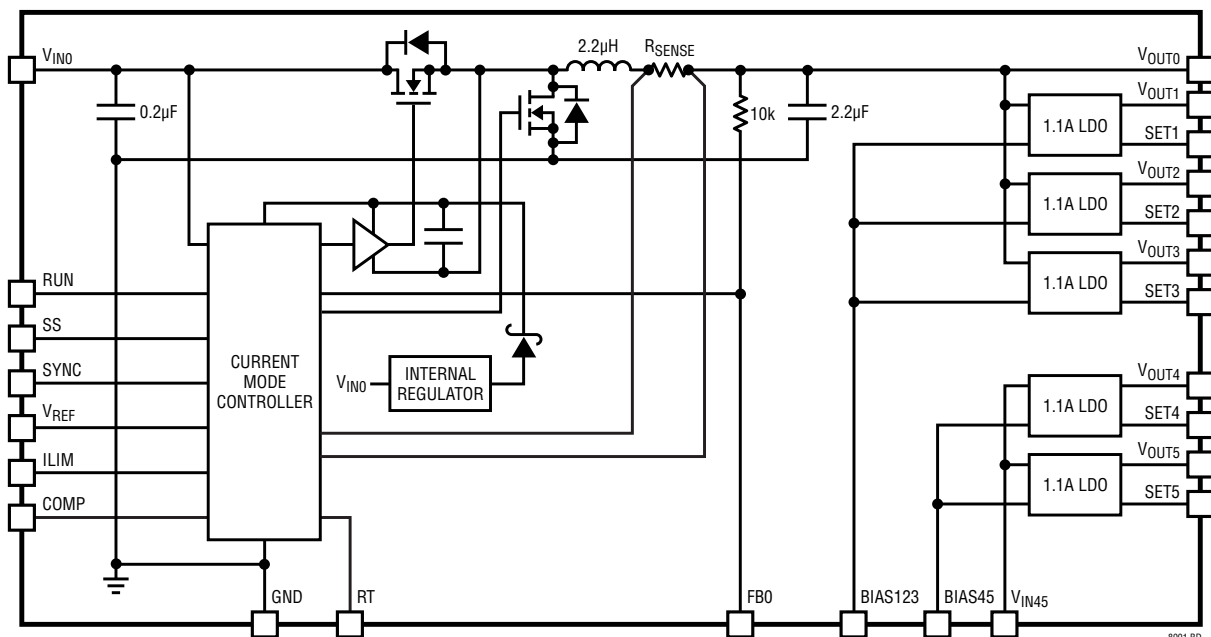 VIN0
2.2µH
RSENSE
VOUT0
0.2µF
10k
2.2µF
1.1A LDO
VOUT1
SET1
1.1A LDO
VOUT2
SET2
1.1A LDO
VOUT3
SET3
RUN
SS
SYNC
VREF
ILIM
COMP
CURRENT
MODE
CONTROLLER
VIN0
INTERNAL
REGULATOR
1.1A LDO
VOUT4
SET4
1.1A LDO
VOUT5
SET5
GND
RT
FB0
BIAS123
BIAS45
VIN45
8001 BD